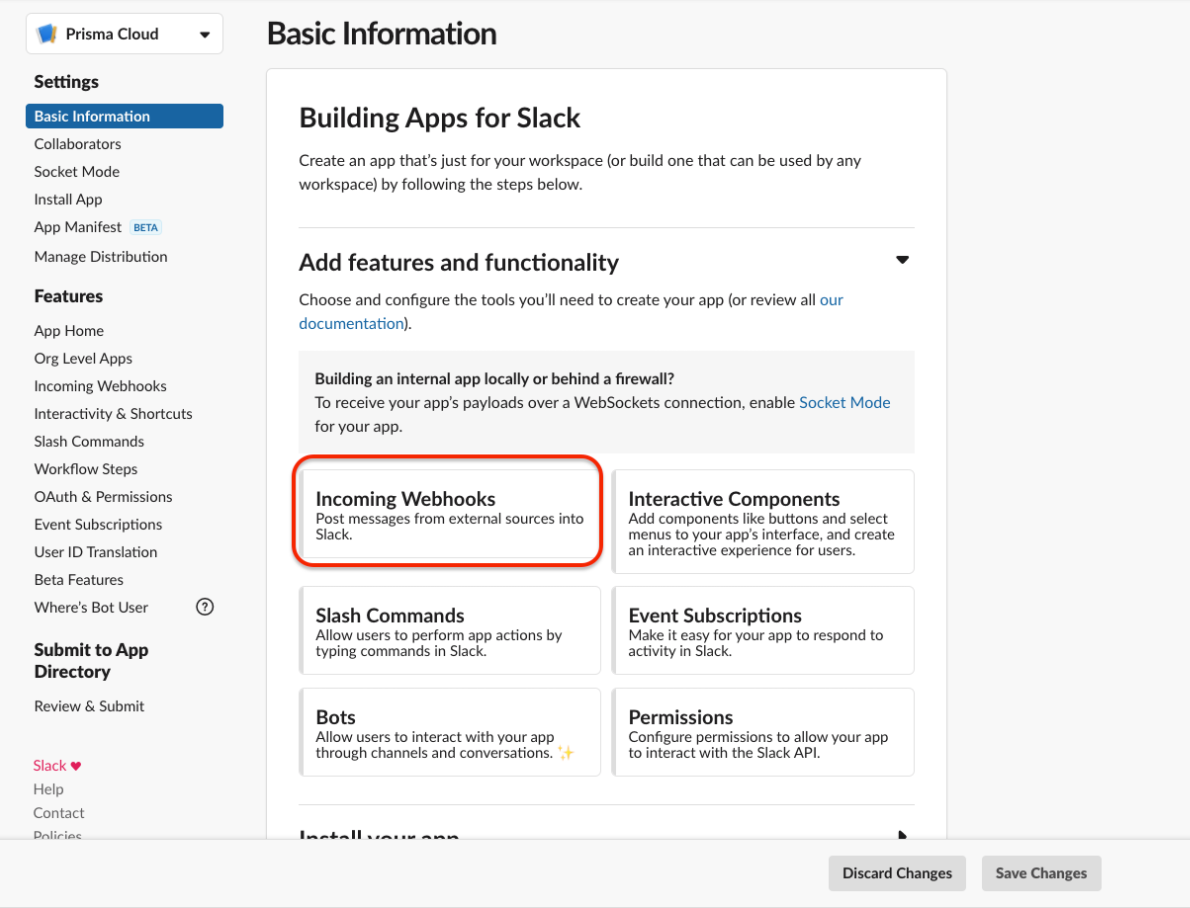 Prisma Cloud
Settings
Basic Information
Collaborators
Socket Mode
Install App
App Manifest BETA
Manage Distribution
Features
App Home
Org Level Apps
Incoming Webhooks
Interactivity & Shortcuts
Slash Commands
Workflow Steps
OAuth & Permissions
Event Subscriptions
User ID Translation
Beta Features
Where's Bot User ?
Submit to App
Directory
Review & Submit
Slack ♥
Help
Contact
Policies
Basic Information
Building Apps for Slack
Create an app that's just for your workspace (or build one that can be used by any
workspace) by following the steps below.
Add features and functionality
Choose and configure the tools you'll need to create your app (or review all our
documentation).
Building an internal app locally or behind a firewall?
To receive your app's payloads over a WebSockets connection, enable Socket Mode
for your app.
Incoming Webhooks
Post messages from external sources into
Slack.
Interactive Components
Add components like buttons and select
menus to your app's interface, and create
an interactive experience for users.
Slash Commands
Allow users to perform app actions by
typing commands in Slack.
Event Subscriptions
Make it easy for your app to respond to
activity in Slack.
Bots
Allow users to interact with your app
through channels and conversations. ✨
Permissions
Configure permissions to allow your app
to interact with the Slack API.
Install your app
Discard Changes
Save Changes